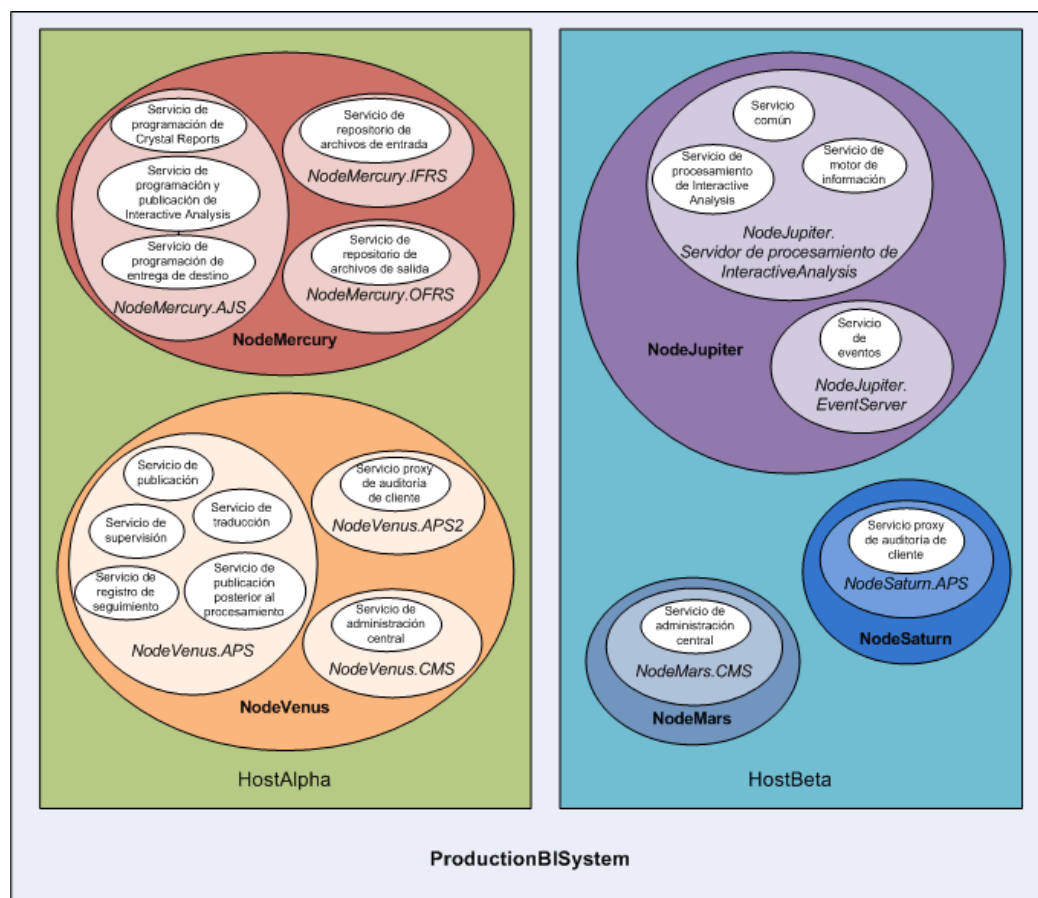 Servicio de
programación de
Crystal Reports
Servicio de
programación y
publicación de
Interactive Analysis
Servicio de
programación de
entrega de destino
NodeMercury.AJS
Servicio de
repositorio de
archivos de entrada
NodeMercury.IFRS
Servicio de
repositorio de
archivos de salida
NodeMercury.OFRS
NodeMercury
Servicio de
publicación
Servicio de
traducción
Servicio de
supervisión
Servicio de
registro de
seguimiento
Servicio de
publicación
posterior al
procesamiento
NodeVenus.APS
Servicio proxy
de auditoría
de cliente
NodeVenus.APS2
Servicio de
administración
central
NodeVenus.CMS
NodeVenus
HostAlpha
Servicio
común
Servicio de
procesamiento
de Interactive
Analysis
Servicio de
motor de
información
NodeJupiter.
Servidor de procesamiento de
InteractiveAnalysis
NodeJupiter
Servicio
de
eventos
NodeJupiter.
EventServer
Servicio proxy
de auditoría de
cliente
NodeSaturn.APS
NodeSaturn
Servicio de
administración
central
NodeMars.CMS
NodeMars
HostBeta
ProductionBISystem